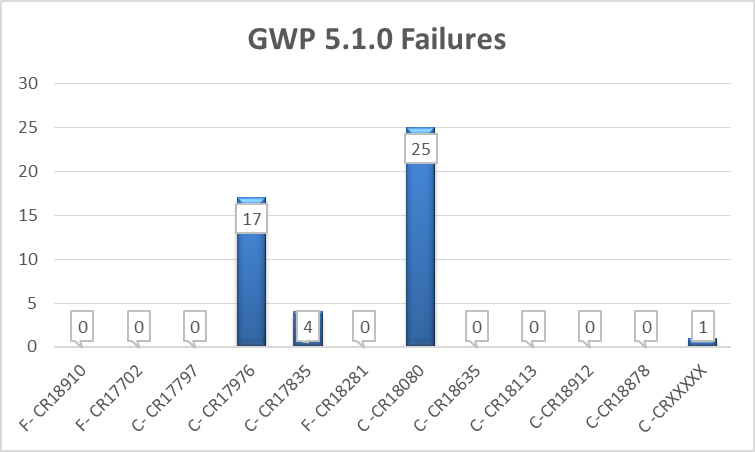 GWP 5.1.0 Failures
30
25
20
15
10
5
0
0
0
0
17
4
0
25
0
0
0
0
1
F- CR18910
F- CR17702
C- CR17797
C- CR17976
C- CR17835
F- CR18281
C- CR18080
C- CR18635
C- CR18113
C-CR18912
C-CR18878
C -CRXXXXX